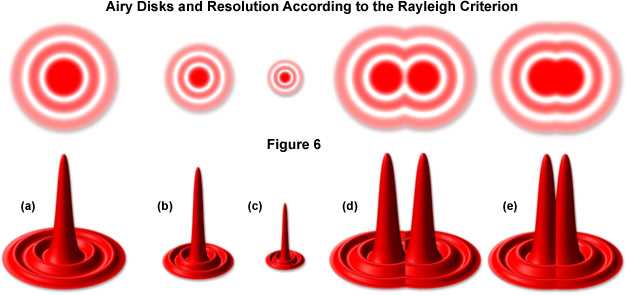 Airy Disks and Resolution According to the Rayleigh Criterion
Figure 6
(a)
(b)
(c)
(d)
(e)